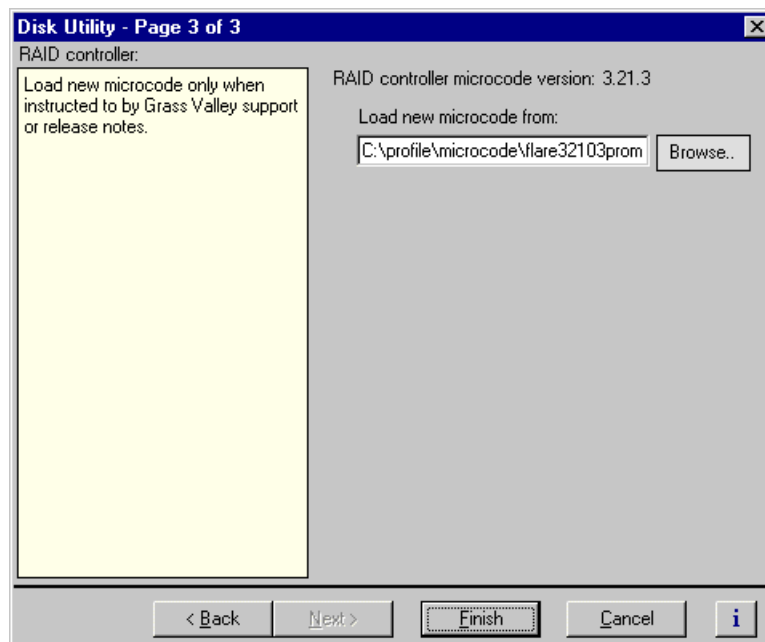 Disk Utility - Page 3 of 3
RAID controller:
Load new microcode only when
instructed to by Grass Valley support
or release notes.
RAID controller microcode version: 3.21.3
Load new microcode from:
C:\profile\microcode\flare32103prom
Browse..
< Back
Next >
Finish
Cancel
i